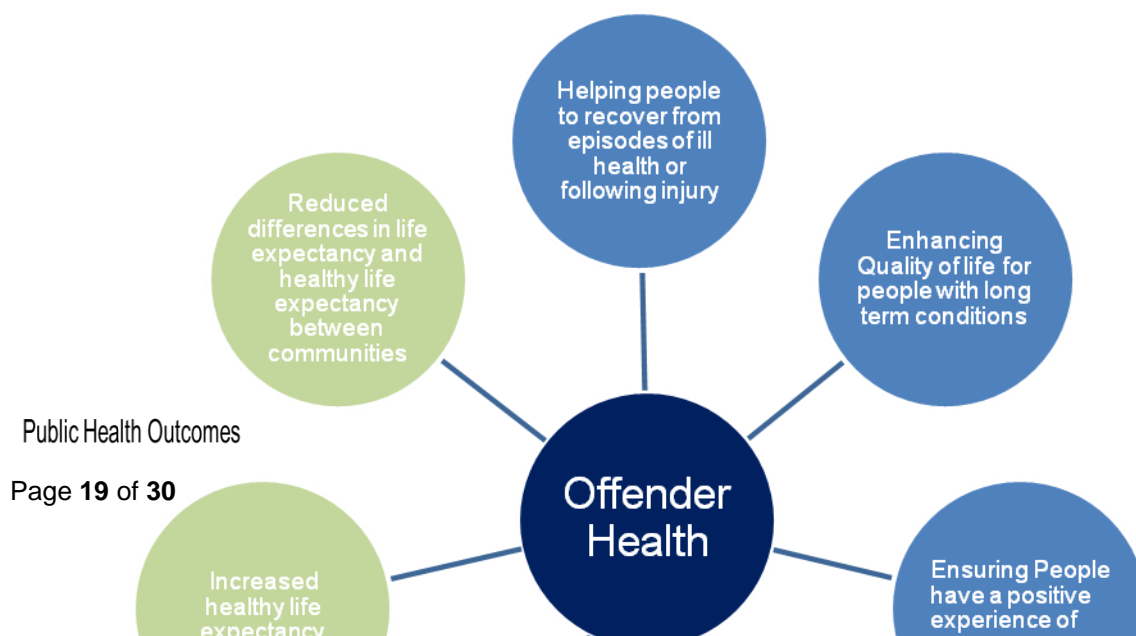 Helping people
to recover from
episodes of ill
health or
following injury
Reduced
differences in life
expectancy and
healthy life
expectancy
between
communities
Enhancing
Quality of life for
people with long
term conditions
Public Health Outcomes
Page 19 of 30
Offender
Health
Increased
healthy life
expectancy
Ensuring People
have a positive
experience of